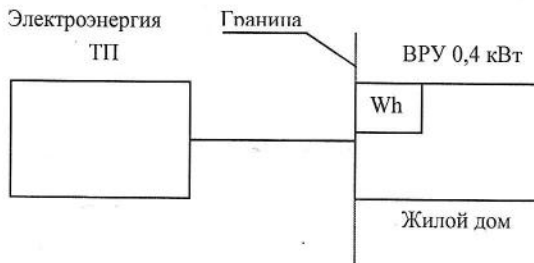 Электроэнергия
ТП
Граница
ВРУ 0,4 кВт
Wh
Жилой дом